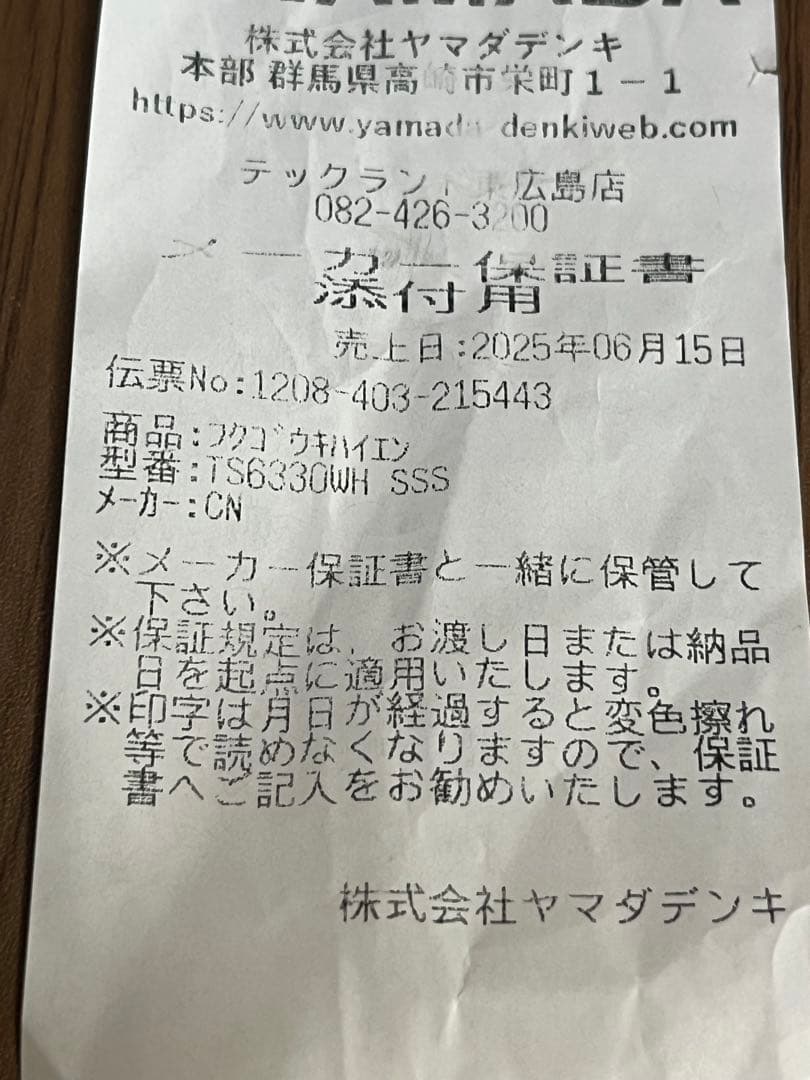 株式会社ヤマダデンキ
本部 群馬県高崎市栄町1-1
https://www.yamada-denkiweb.com
テックランド東広島店
082-426-3200
メーカー保証書
添付用
売上日:2025年06月15日
伝票No:1208-403-215443
商品:フクゴウキハイエン
型番:TS6330WH SSS
メーカー:CN
※メーカー保証書と一緒に保管して
下さい。
※保証規定は、お渡し日または納品
日を起点に適用いたします。
※印字は月日が経過すると変色擦れ
等で読めなくなりますので、保証
書へご記入をお勧めいたします。
株式会社ヤマダデンキ